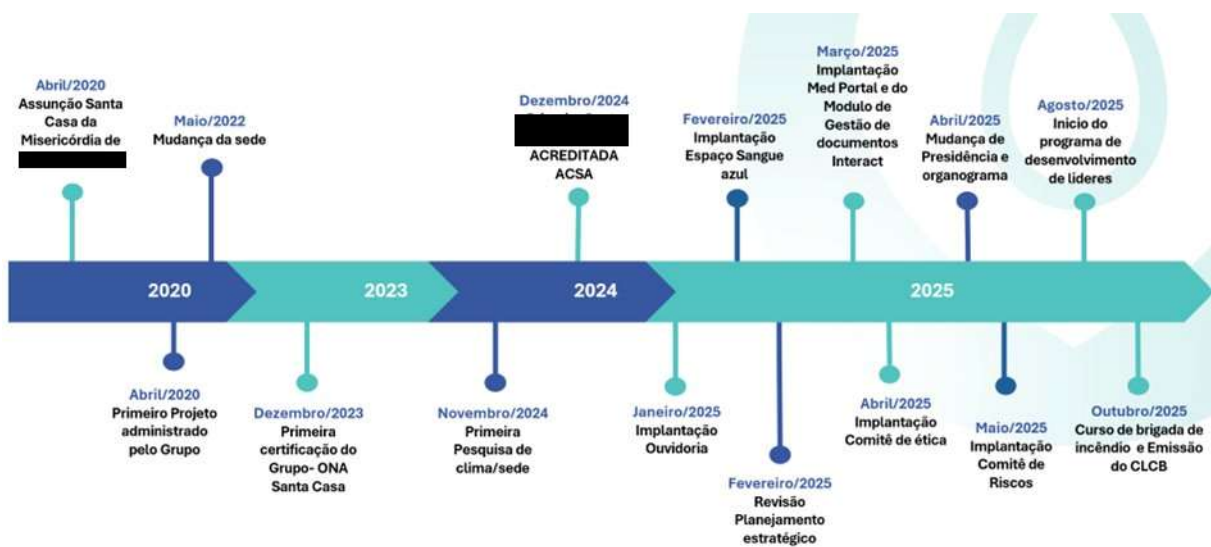 Abril/2020
Assunção Santa
Casa da
Misericórdia de
Maio/2022
Mudança da sede
Dezembro/2024
ACREDITADA
ACSA
Fevereiro/2025
Implantação
Espaço Sangue
azul
Março/2025
Implantação
Med Portal e do
Modulo de
Gestão de
documentos
Interact
Abril/2025
Mudança de
Presidência e
organograma
Agosto/2025
Inicio do
programa de
desenvolvimento
de líderes
2020
2023
2024
2025
Abril/2020
Primeiro Projeto
administrado
pelo Grupo
Dezembro/2023
Primeira
certificação do
Grupo- ONA
Santa Casa
Novembro/2024
Primeira
Pesquisa de
clima/sede
Janeiro/2025
Implantação
Ouvidoria
Fevereiro/2025
Revisão
Planejamento
estratégico
Abril/2025
Implantação
Comitê de ética
Maio/2025
Implantação
Comitê de
Riscos
Outubro/2025
Curso de brigada de
incêndio e Emissão
do CLCB